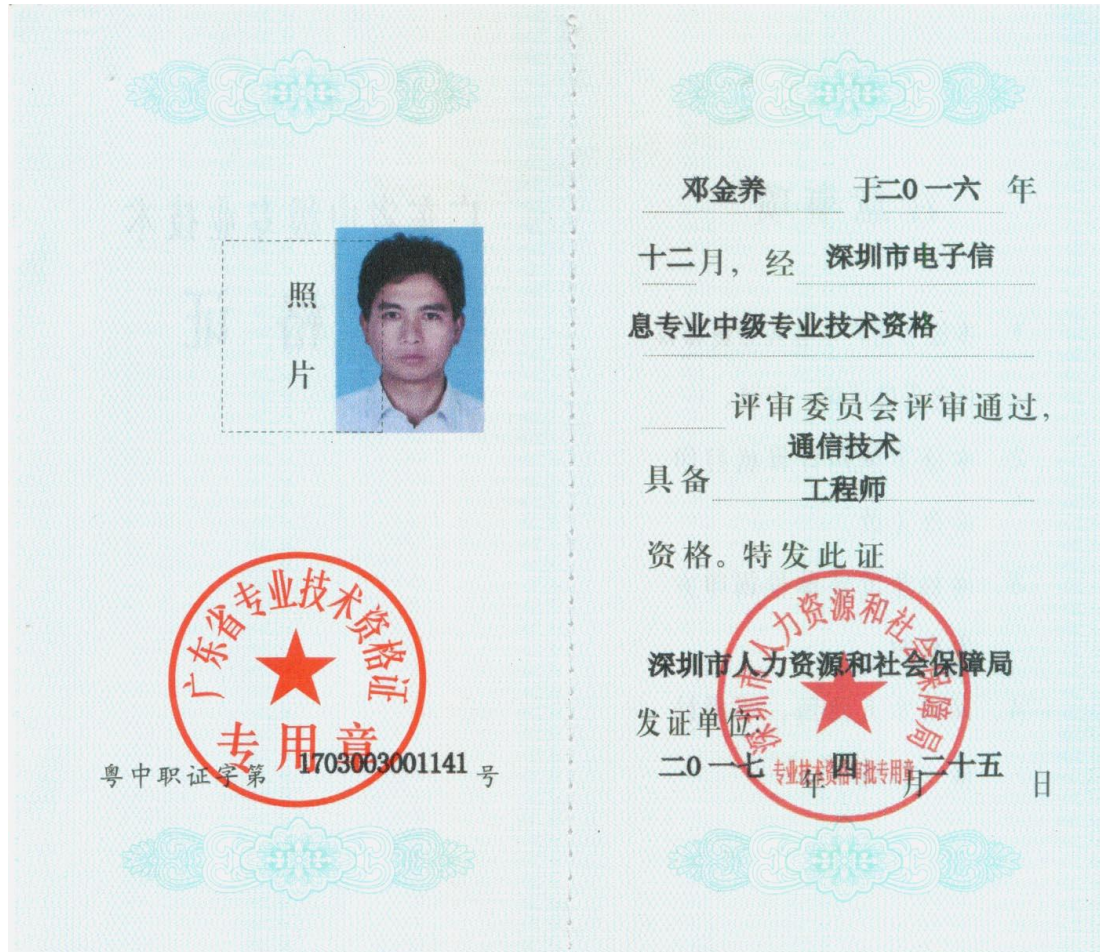 照
片
广东省专业技术资格证
专用章
粤中职证字第 1703003001141 号
邓金养 于二0一六 年
十二月，经 深圳市电子信
息专业中级专业技术资格
评审委员会评审通过，
通信技术
具备 工程师
资格。特发此证
深圳市人力资源和社会保障局
深圳市人力资源和社会保障局
发证单位:
专业技术资格审批专用章
二0一七 年 四 月 二十五 日